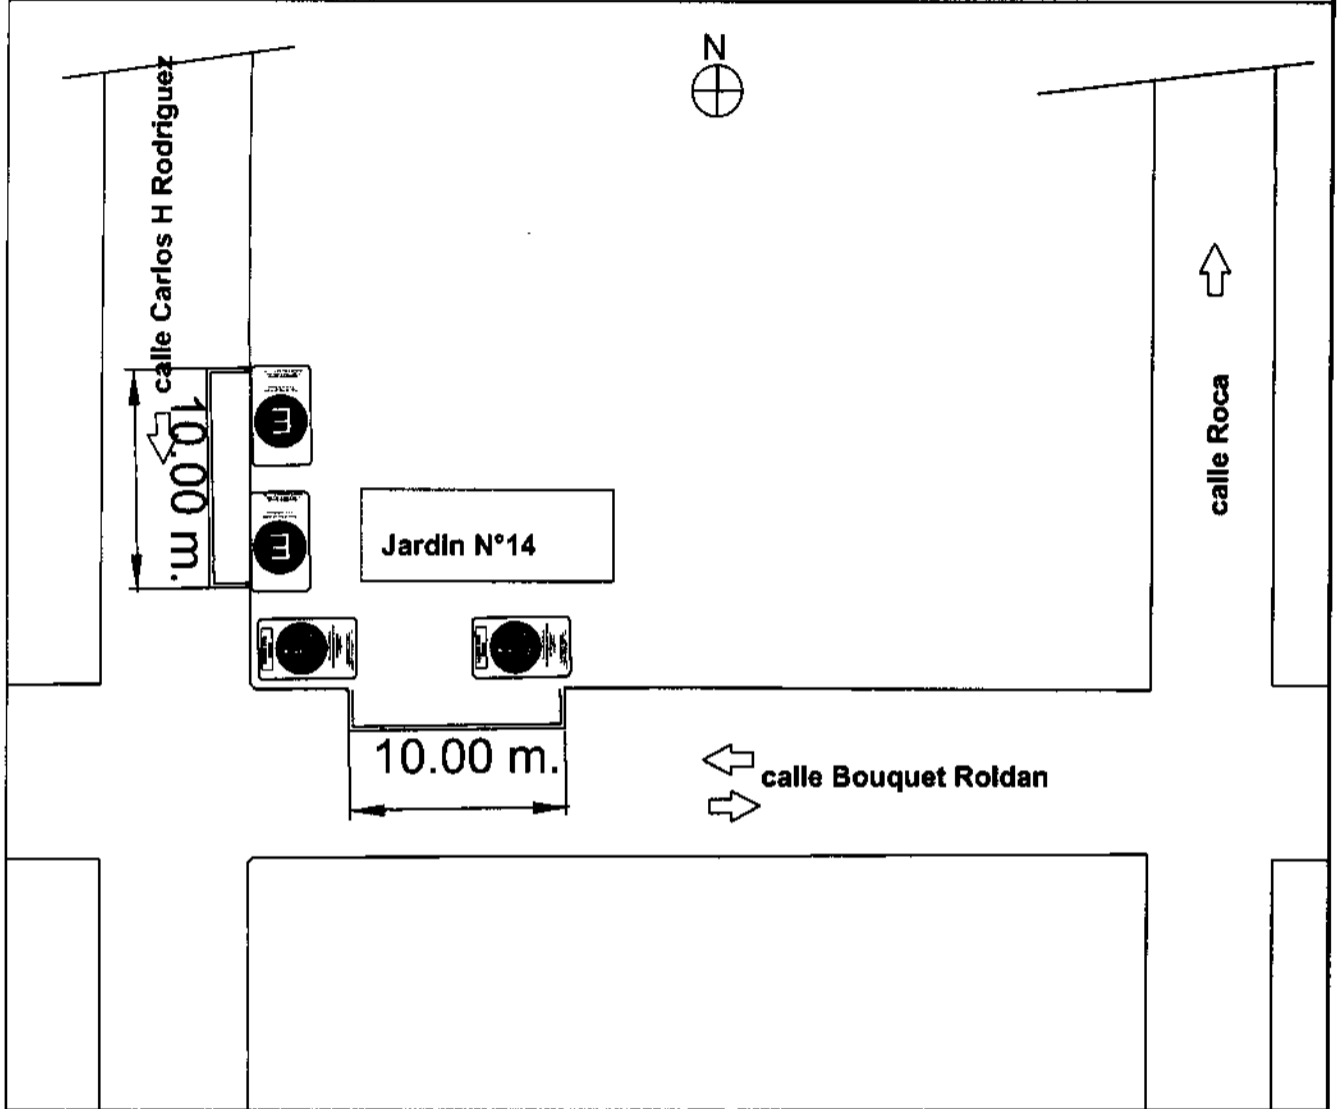 N
calle Carlos H Rodriguez
10.00 m.
E
E
Jardin N°14
calle Roca
10.00 m.
calle Bouquet Roldan